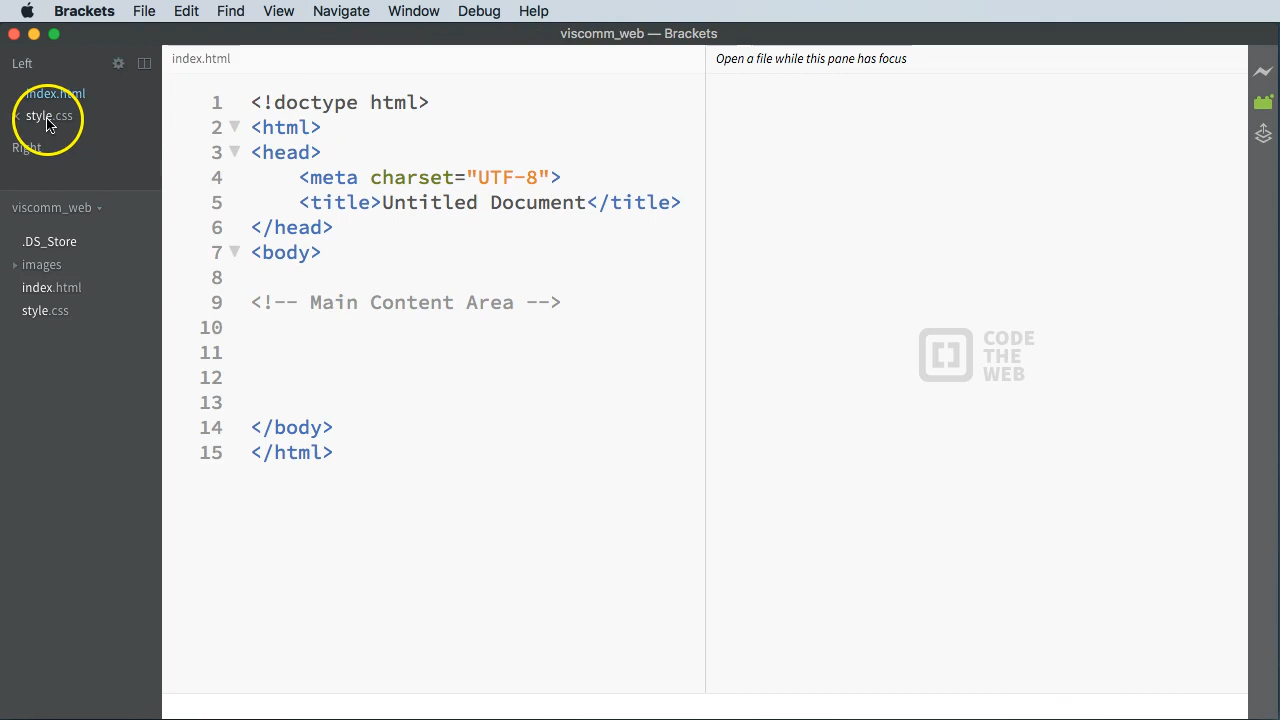 Brackets File Edit Find View Navigate Window Debug Help
viscomm_web — Brackets
Left
index.html
style.css
Right
viscomm_web
.DS_Store
images
index.html
style.css
index.html
1 <!doctype html>
2 <html>
3 <head>
4 <meta charset="UTF-8">
5 <title>Untitled Document</title>
6 </head>
7 <body>
8
9 <!-- Main Content Area -->
10
11
12
13
14 </body>
15 </html>
Open a file while this pane has focus
CODE
THE
WEB